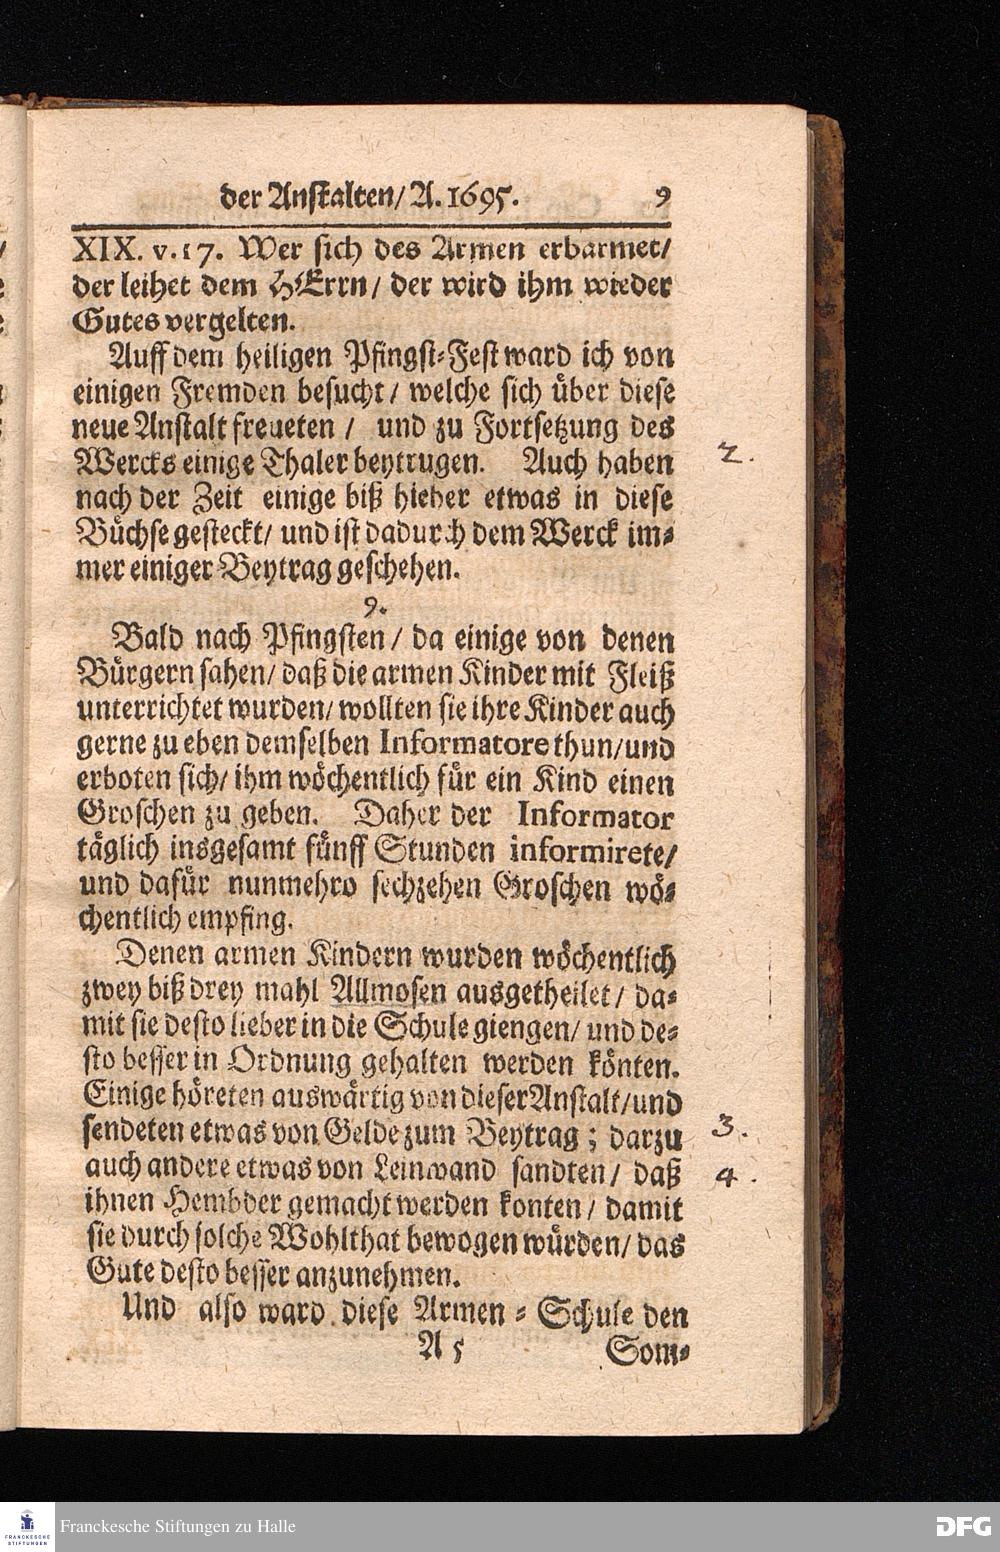 der Anstalten/ A. 1695. 9
XIX. v. 17. Wer sich des Armen erbarmet/
der leihet dem HErrn/ der wird ihm wieder
Gutes vergelten.
Auff dem heiligen Pfingst-Fest ward ich von
einigen Fremden besucht/ welche sich über diese
neue Anstalt freueten/ und zu Fortsetzung des
Wercks einige Thaler beytrugen. Auch haben
2.
nach der Zeit einige biß hieher etwas in diese
Büchse gesteckt/ und ist dadurch dem Werck im-
mer einiger Beytrag geschehen.
9.
Bald nach Pfingsten/ da einige von denen
Bürgern sahen/ daß die armen Kinder mit Fleiß
unterrichtet wurden/ wollten sie ihre Kinder auch
gerne zu eben demselben Informatore thun/ und
erboten sich/ ihm wöchentlich für ein Kind einen
Groschen zu geben. Daher der Informator
täglich insgesamt fünff Stunden informirete/
und dafür nunmehro sechzehen Groschen wö-
chentlich empfing.
Denen armen Kindern wurden wöchentlich
zwey biß drey mahl Allmosen ausgetheilet/ da-
mit sie desto lieber in die Schule giengen/ und de-
sto besser in Ordnung gehalten werden könten.
Einige höreten auswärtig von dieser Anstalt/ und
sendeten etwas von Gelde zum Beytrag; darzu
3.
auch andere etwas von Leinwand sandten/ daß
4.
ihnen Hembder gemacht werden konten/ damit
sie durch solche Wohlthat bewogen würden/ das
Gute desto besser anzunehmen.
Und also ward diese Armen-Schule den
A 5 Som-
FRANCKESCHE
STIFTUNGEN
Franckesche Stiftungen zu Halle
DFG